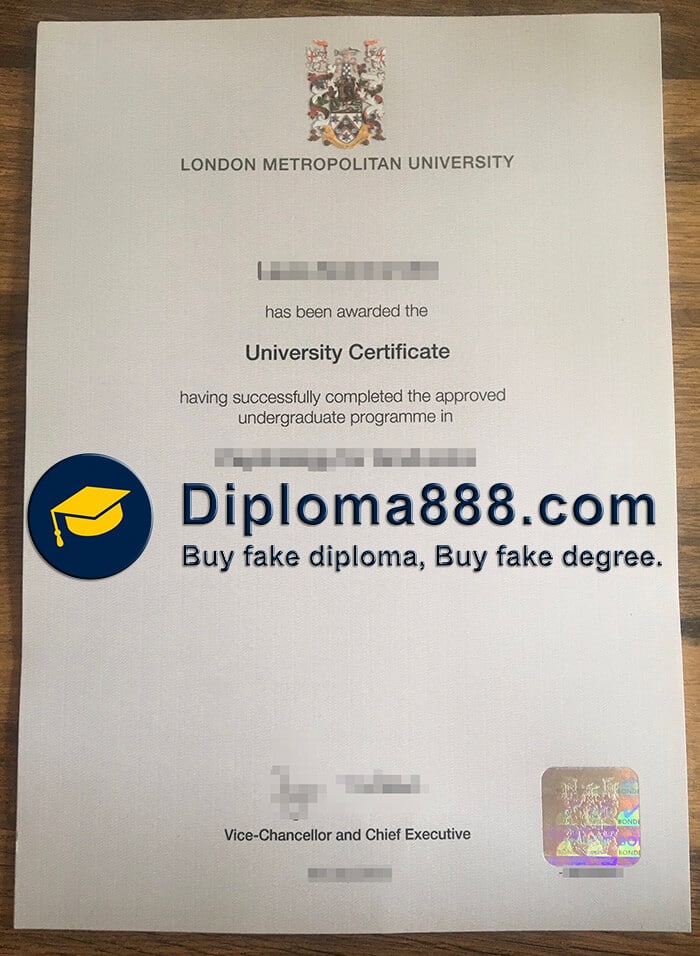 LONDON METROPOLITAN UNIVERSITY
has been awarded the
University Certificate
having successfully completed the approved
undergraduate programme in
Diploma888.com
Buy fake diploma, Buy fake degree.
Vice-Chancellor and Chief Executive